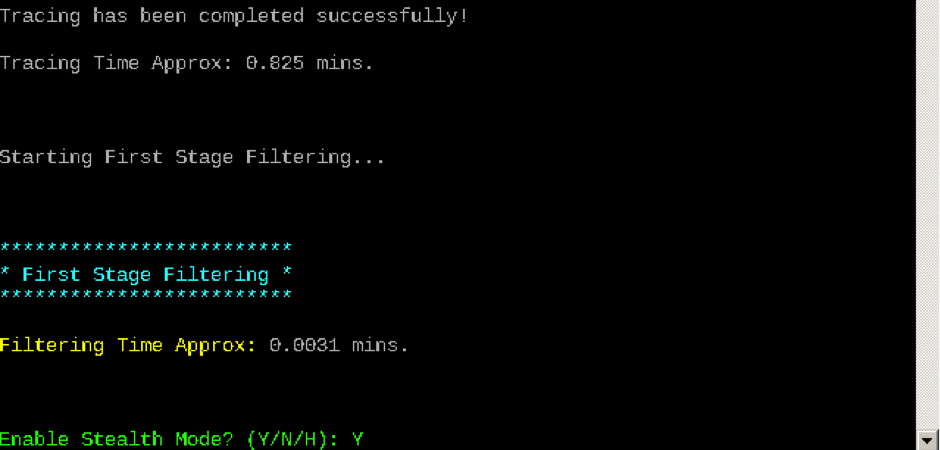 Tracing has been completed successfully!
Tracing Time Approx: 0.825 mins.
Starting First Stage Filtering...
*************************
* First Stage Filtering *
*************************
Filtering Time Approx: 0.0031 mins.
Enable Stealth Mode? (Y/N/H): Y